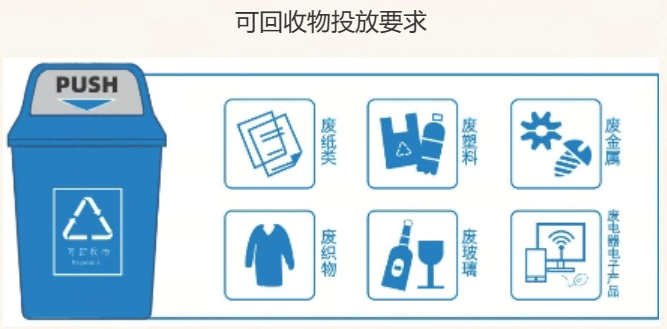 可回收物投放要求
PUSH
废纸类
废塑料
废金属
可回收物
Recyclable
废织物
废玻璃
废电器电子产品